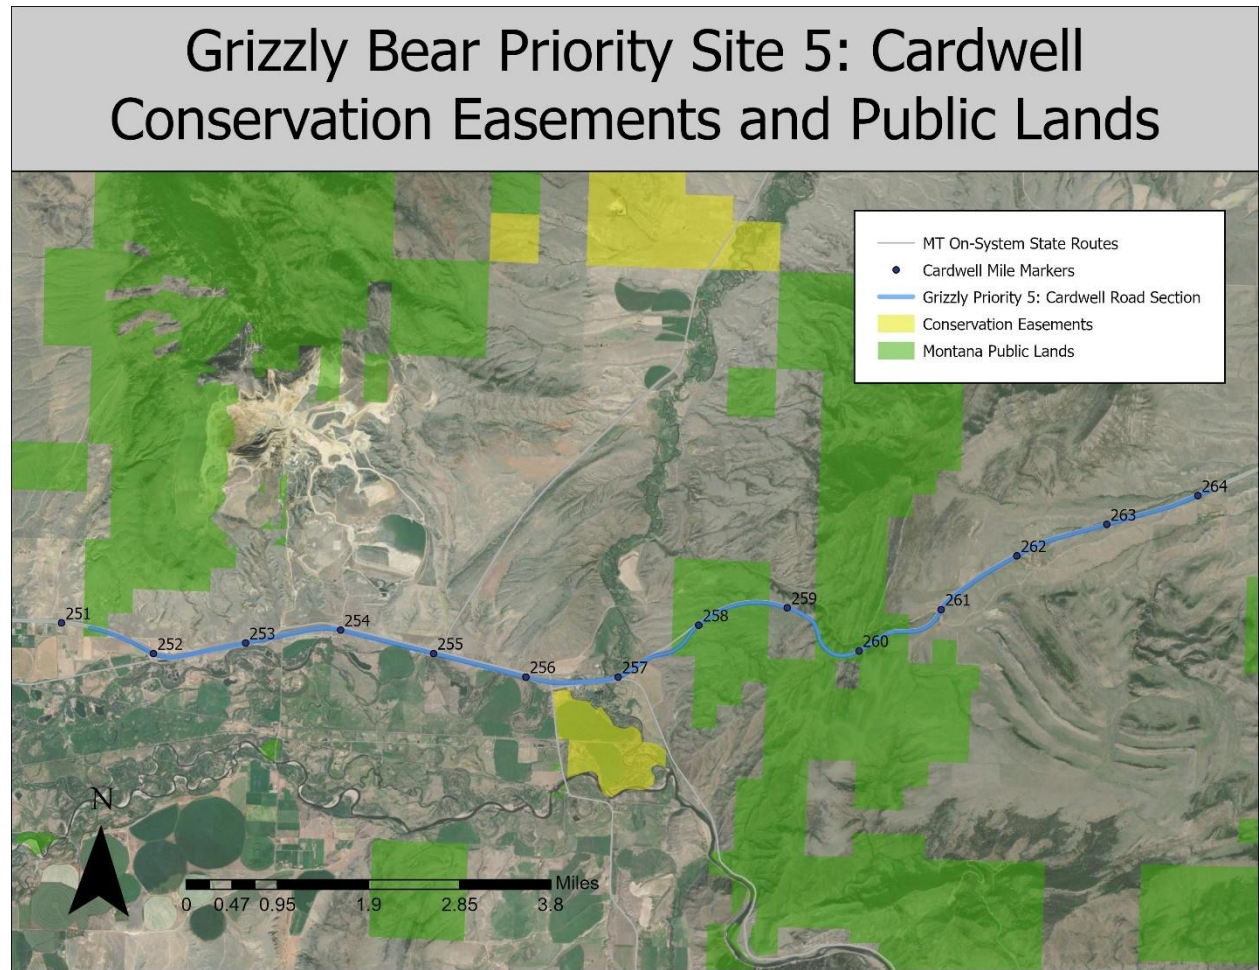 Grizzly Bear Priority Site 5: Cardwell
Conservation Easements and Public Lands
MT On-System State Routes
Cardwell Mile Markers
Grizzly Priority 5: Cardwell Road Section
Conservation Easements
Montana Public Lands
264
263
262
261
260
259
258
257
256
255
254
253
252
251
N
Miles
0 0.47 0.95 1.9 2.85 3.8